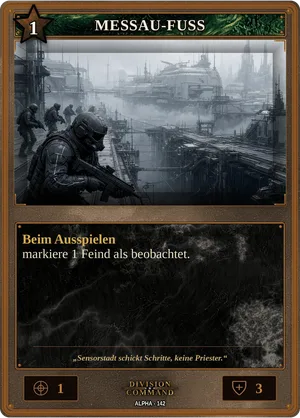 1
MESSAU-FUSS
Beim Ausspielen
markiere 1 Feind als beobachtet.
„Sensorstadt schickt Schritte, keine Priester.“
1
DIVISION
COMMAND
ALPHA · 142
3